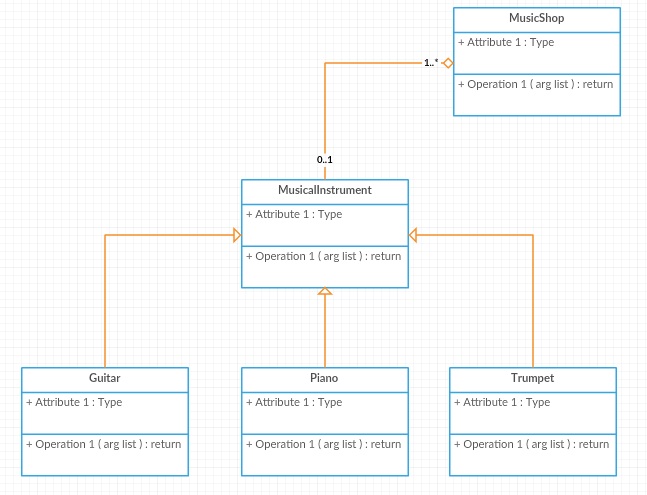 MusicShop
+ Attribute 1 : Type
1..*
+ Operation 1 ( arg list ) : return
0..1
MusicalInstrument
+ Attribute 1 : Type
+ Operation 1 ( arg list ) : return
Guitar
+ Attribute 1 : Type
+ Operation 1 ( arg list ) : return
Piano
+ Attribute 1 : Type
+ Operation 1 ( arg list ) : return
Trumpet
+ Attribute 1 : Type
+ Operation 1 ( arg list ) : return